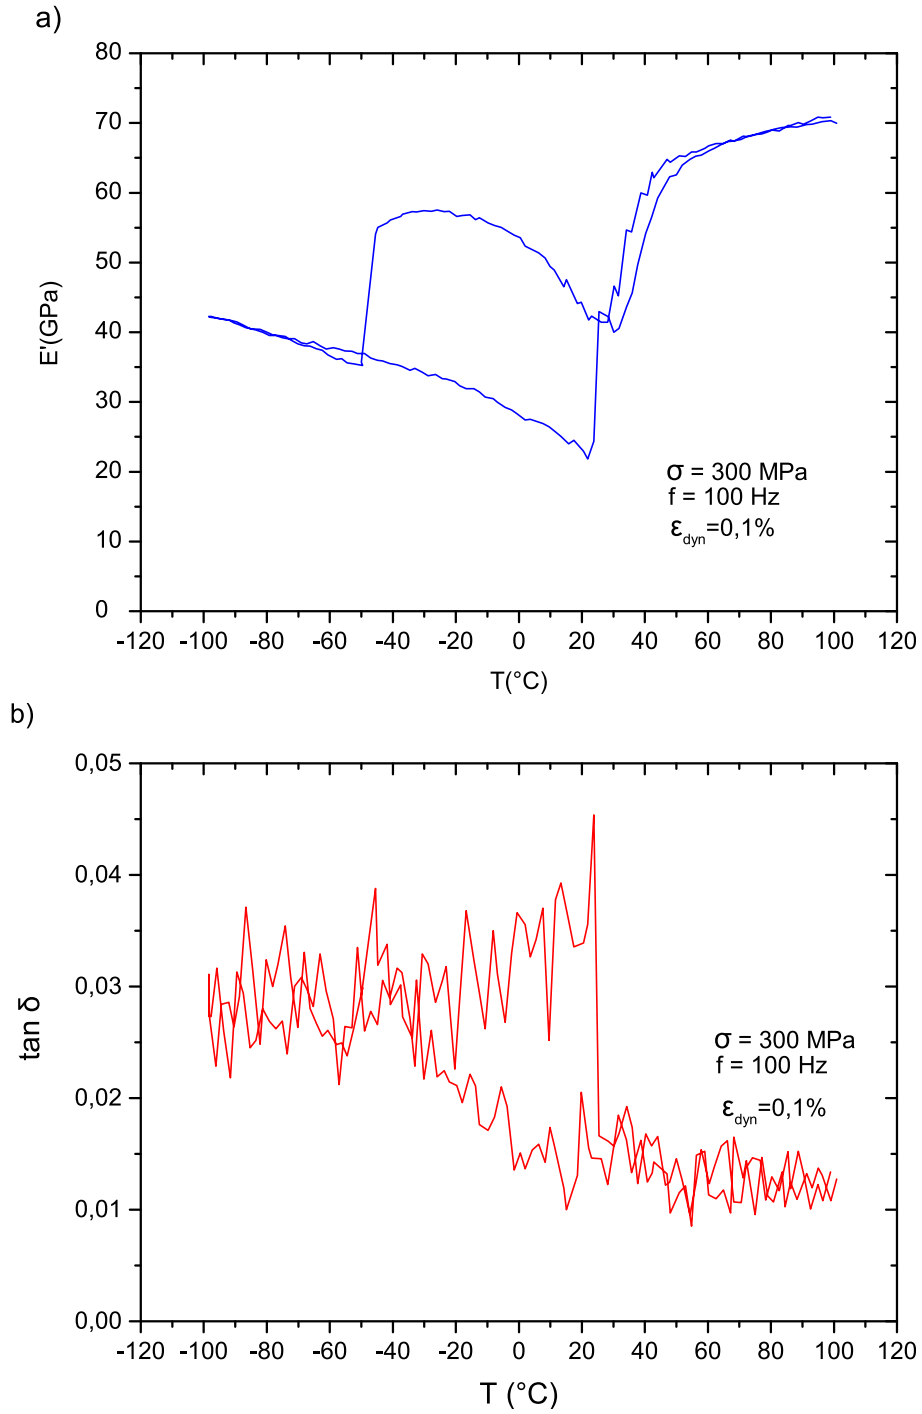 a)
80
70
60
50
40
30
20
10
0
E'(GPa)
σ = 300 MPa
f = 100 Hz
ε_dyn=0,1%
-120 -100 -80 -60 -40 -20 0 20 40 60 80 100 120
T(°C)
b)
0,05
0,04
0,03
0,02
0,01
0,00
tan δ
σ = 300 MPa
f = 100 Hz
ε_dyn=0,1%
-120 -100 -80 -60 -40 -20 0 20 40 60 80 100 120
T (°C)